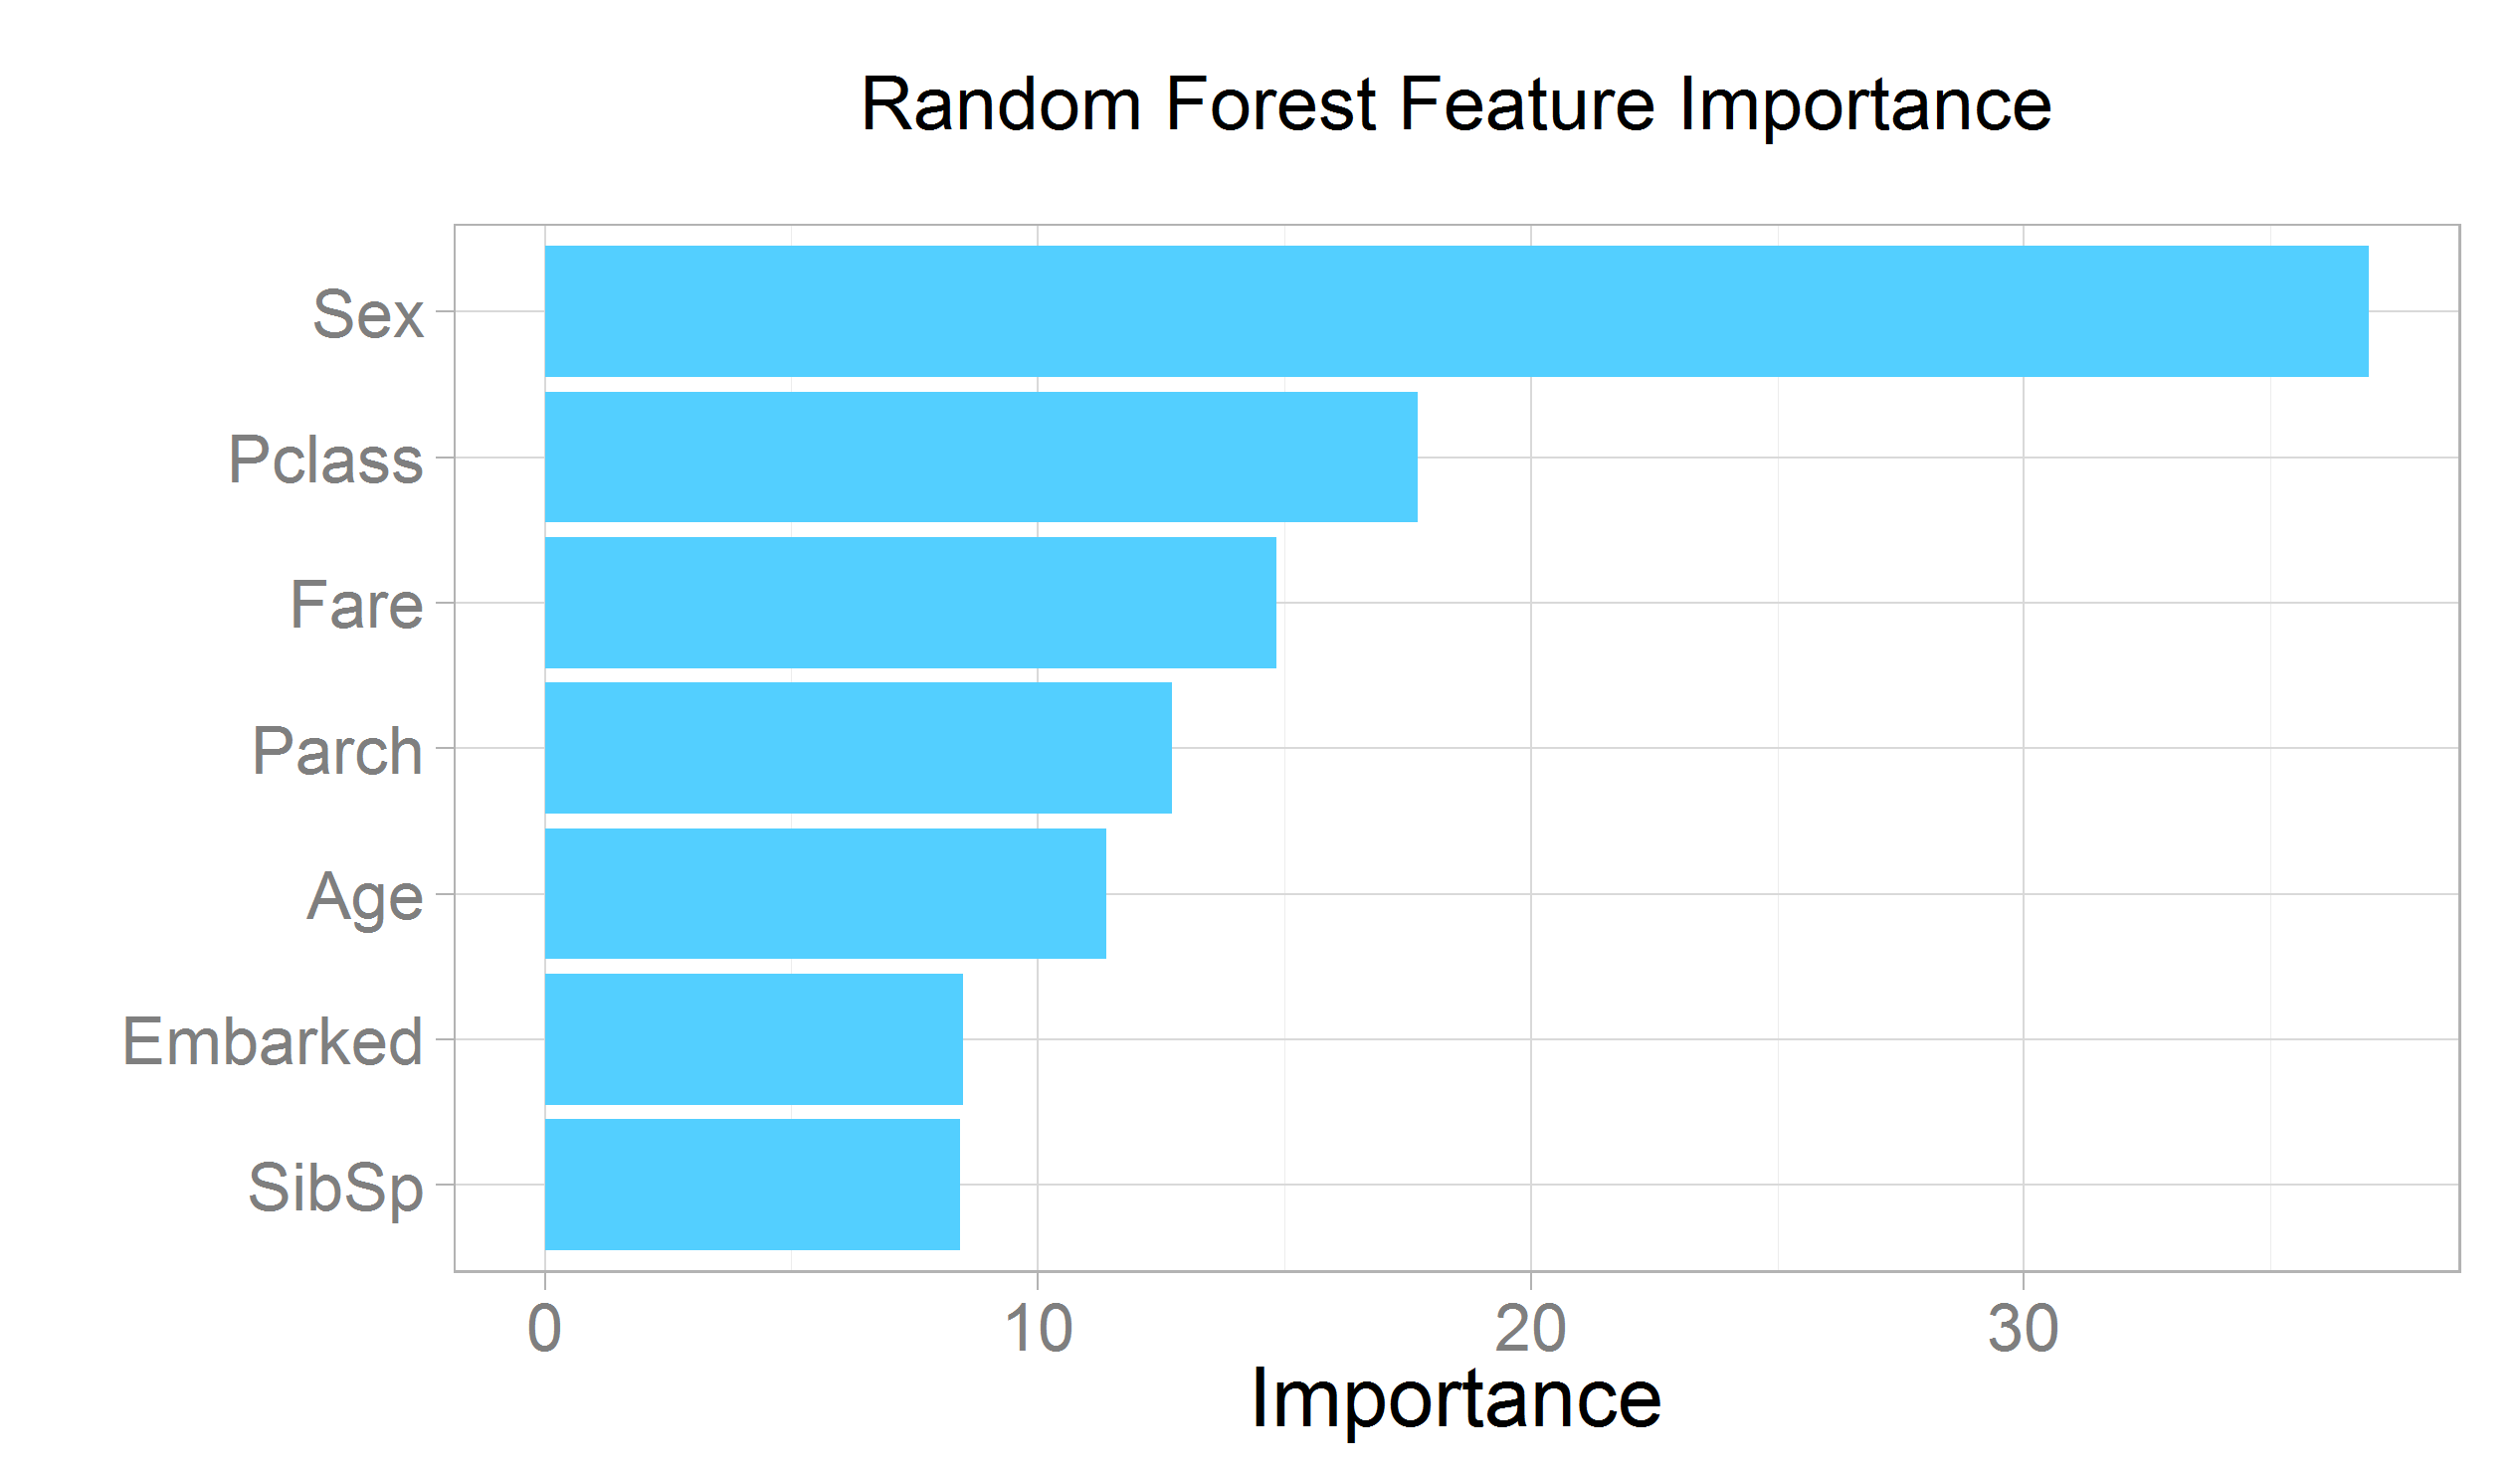 Random Forest Feature Importance
Sex
Pclass
Fare
Parch
Age
Embarked
SibSp
0 10 20 30
Importance